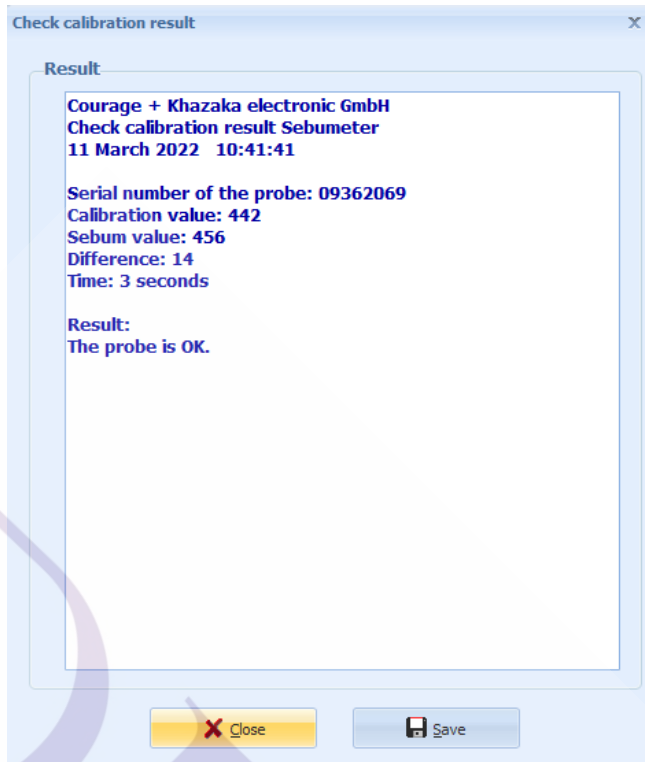 Check calibration result
x
Result
Courage + Khazaka electronic GmbH
Check calibration result Sebumeter
11 March 2022 10:41:41
Serial number of the probe: 09362069
Calibration value: 442
Sebum value: 456
Difference: 14
Time: 3 seconds
Result:
The probe is OK.
Close
Save